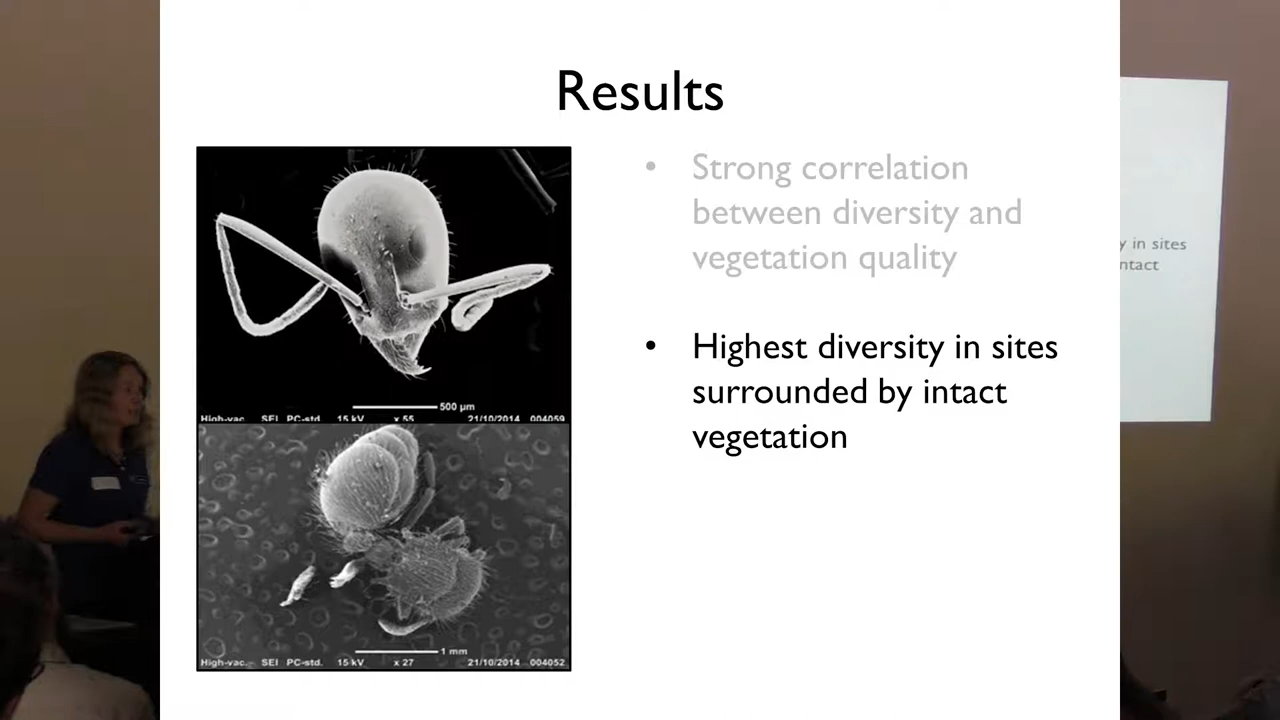 Results
• Strong correlation
between diversity and
vegetation quality
• Highest diversity in sites
surrounded by intact
vegetation
500 µm
High-vac. SEI PC-std. 15 kV x 55 21/10/2014 004059
1 mm
High-vac. SEI PC-std. 15 kV x 27 21/10/2014 004052
y in sites
ntact